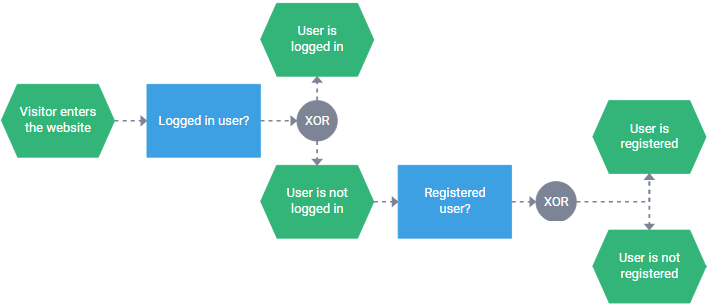 User is
logged in
Visitor enters
the website
Logged in user?
XOR
User is not
logged in
Registered
user?
XOR
User is
registered
User is not
registered